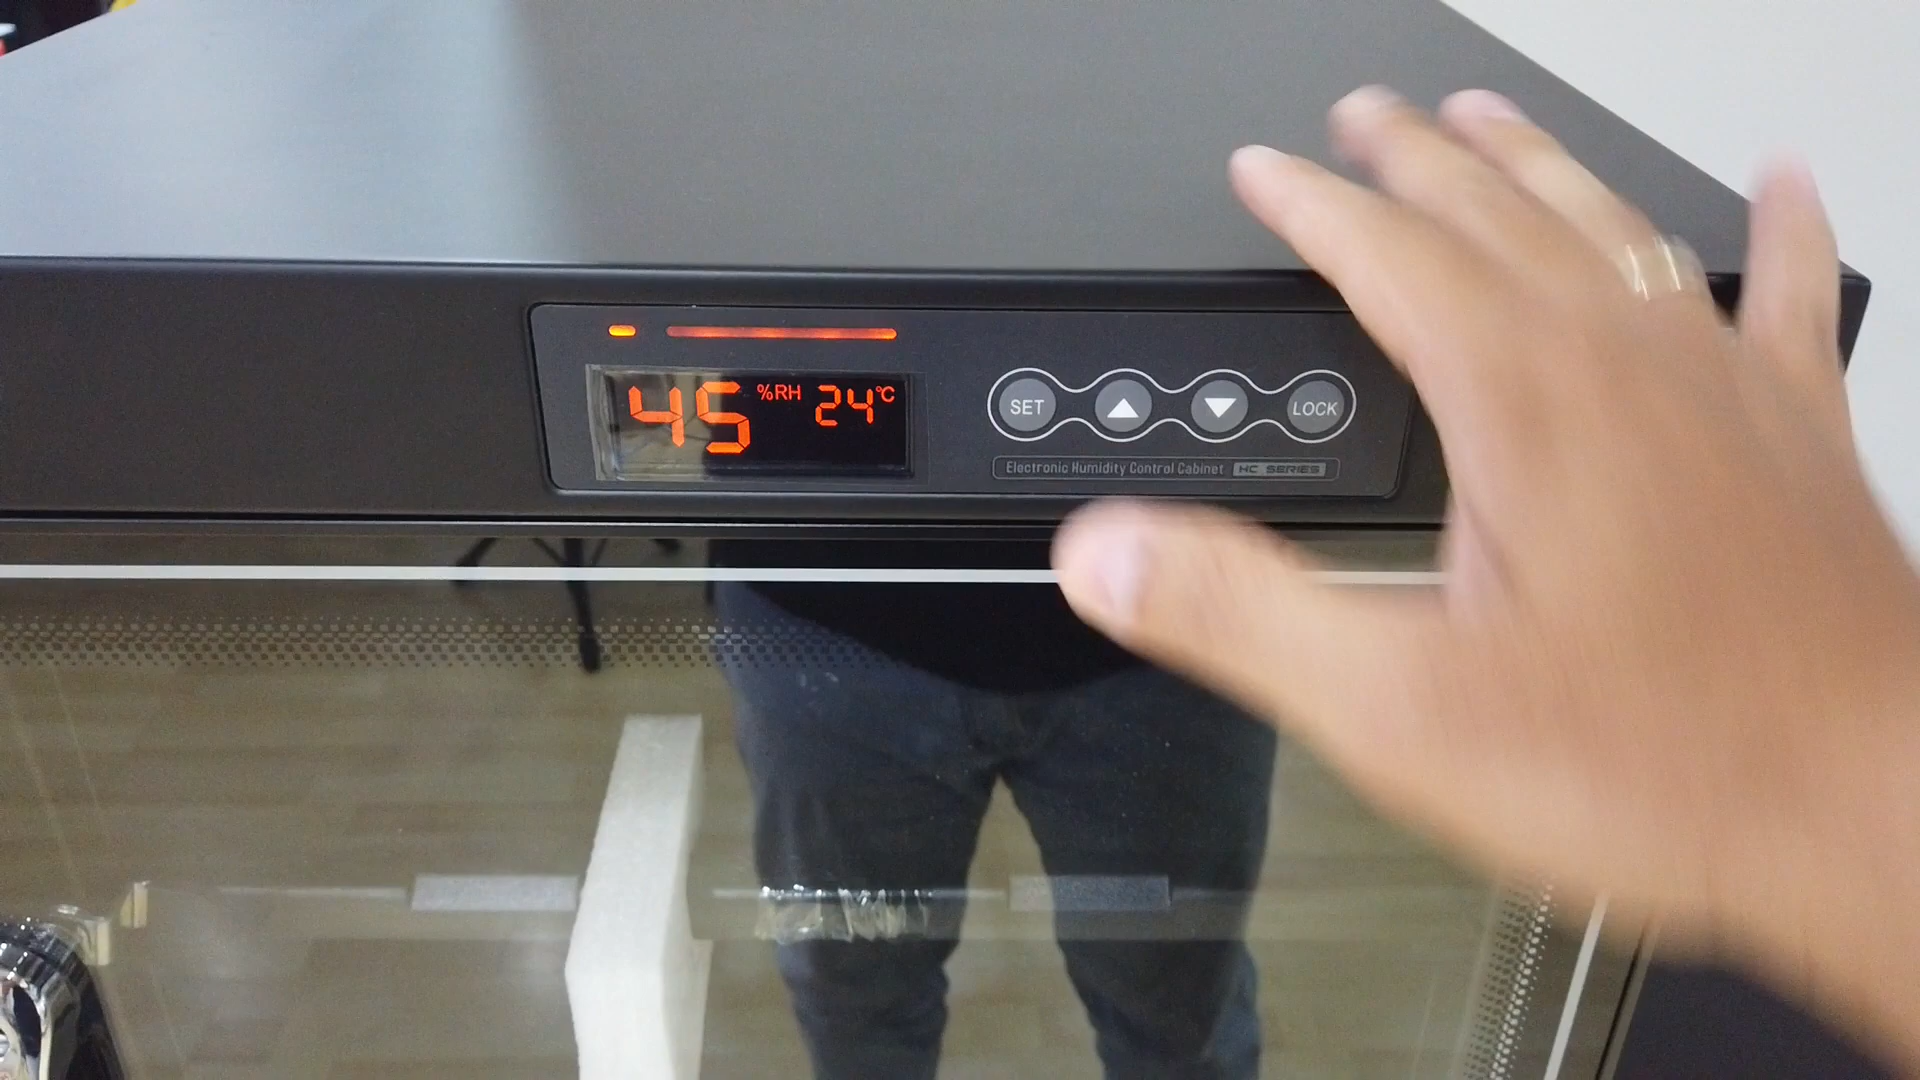 45 %RH 24°C
SET ▲ ▼ LOCK
Electronic Humidity Control Cabinet HC SERIES